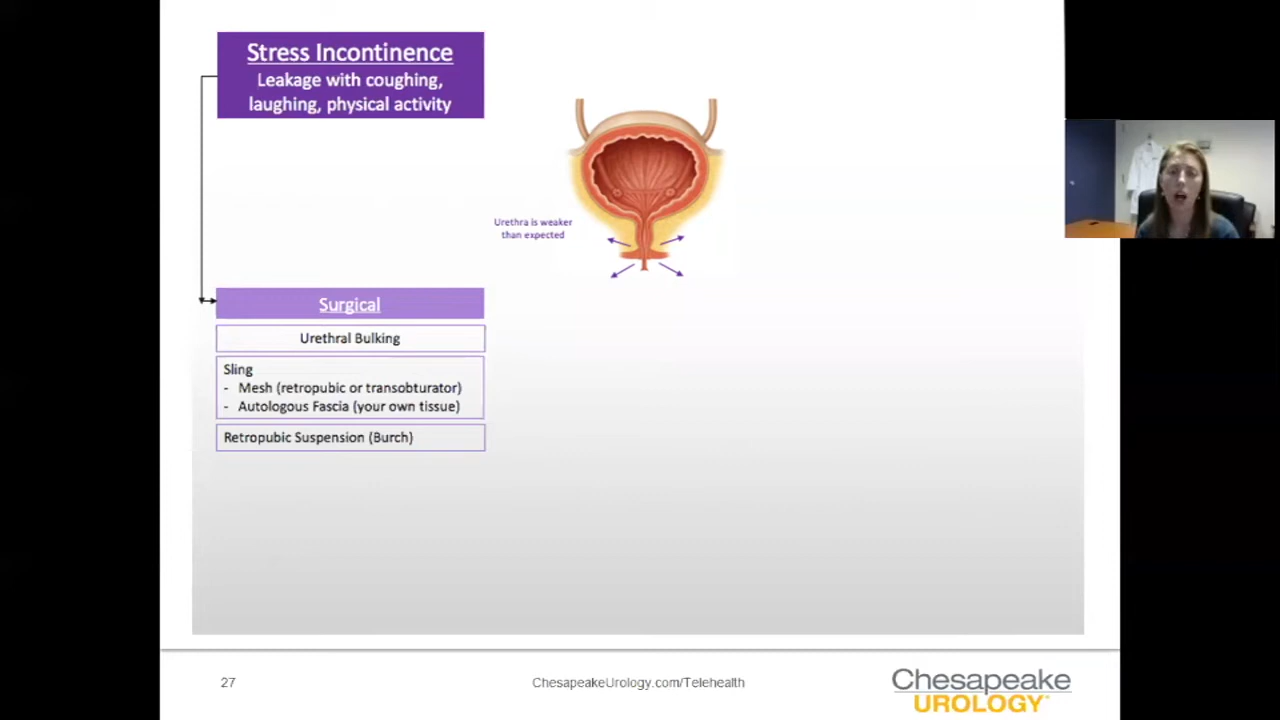 Stress Incontinence
Leakage with coughing,
laughing, physical activity
Urethra is weaker
than expected
Surgical
Urethral Bulking
Sling
- Mesh (retropubic or transobturator)
- Autologous Fascia (your own tissue)
Retropubic Suspension (Burch)
27
ChesapeakeUrology.com/Telehealth
Chesapeake
UROLOGY